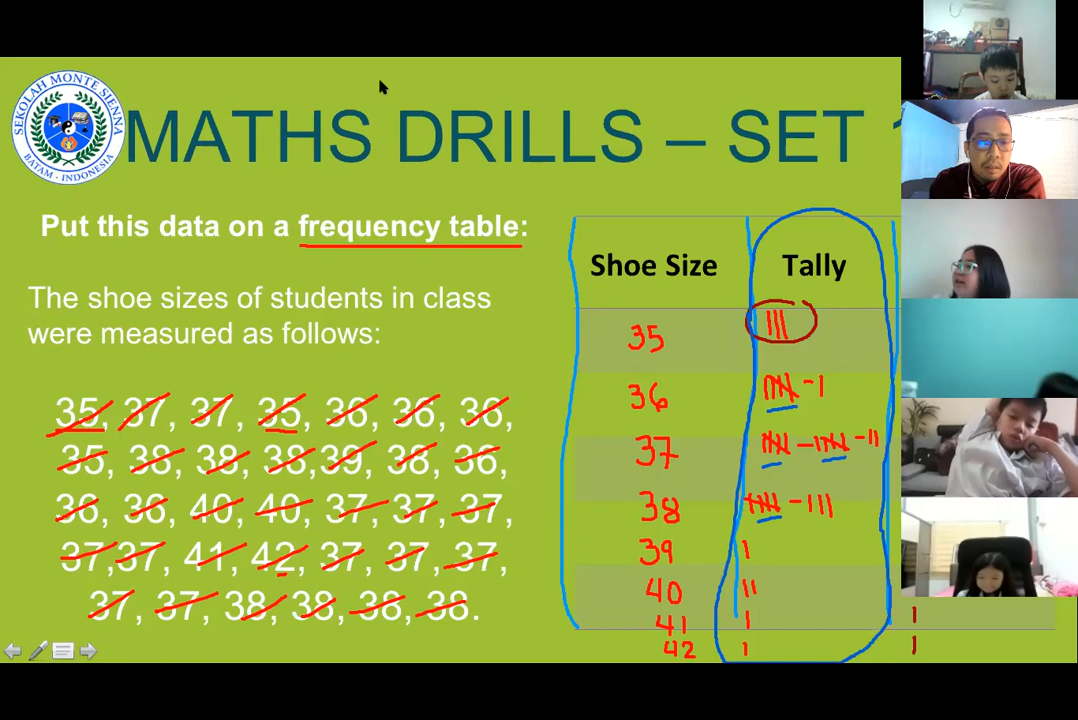 SEKOLAH MONTE SIENNA
BATAM - INDONESIA
MATHS DRILLS – SET 1
Put this data on a frequency table:
The shoe sizes of students in class
were measured as follows:
35, 37, 37, 35, 36, 36, 36,
35, 38, 38, 38,39, 38, 36,
36, 36, 40, 40, 37, 37, 37,
37,37, 41, 42, 37, 37, 37,
37, 37, 38, 38, 38, 38.
Shoe Size Tally
35 |||
36 |||| - |
37 |||| - |||| - ||
38 |||| - |||
39 |
40 ||
41 | 1
42 | 1